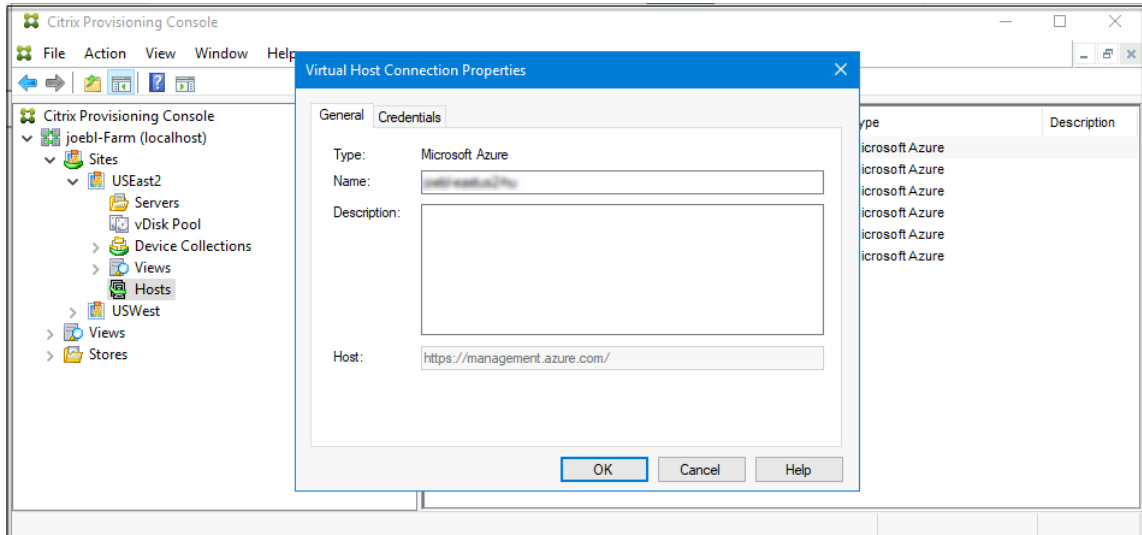 Citrix Provisioning Console
File Action View Window Help
Virtual Host Connection Properties
Citrix Provisioning Console
joebl-Farm (localhost)
Sites
USEast2
Servers
vDisk Pool
Device Collections
Views
Hosts
USWest
Views
Stores
General Credentials
Type: Microsoft Azure
Name:
Description:
Host: https://management.azure.com/
OK Cancel Help
ype Description
icrosoft Azure
icrosoft Azure
icrosoft Azure
icrosoft Azure
icrosoft Azure
icrosoft Azure